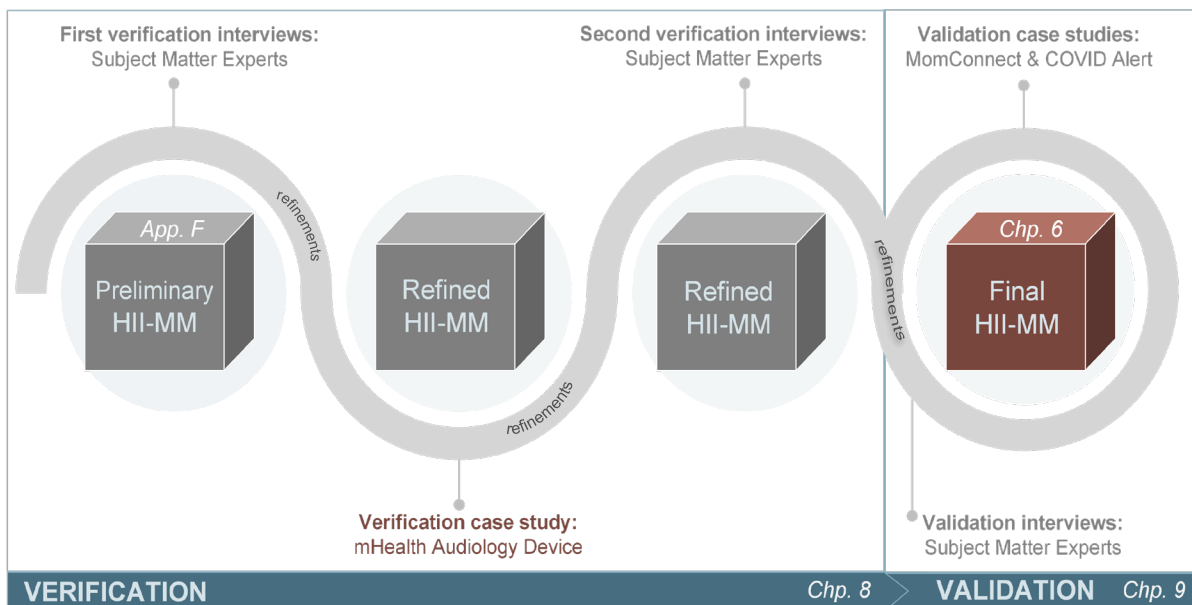 First verification interviews:
Subject Matter Experts
Second verification interviews:
Subject Matter Experts
Validation case studies:
MomConnect & COVID Alert
App. F
Preliminary
HII-MM
refinements
Refined
HII-MM
refinements
Refined
HII-MM
refinements
Chp. 6
Final
HII-MM
Verification case study:
mHealth Audiology Device
Validation interviews:
Subject Matter Experts
VERIFICATION
Chp. 8
VALIDATION
Chp. 9